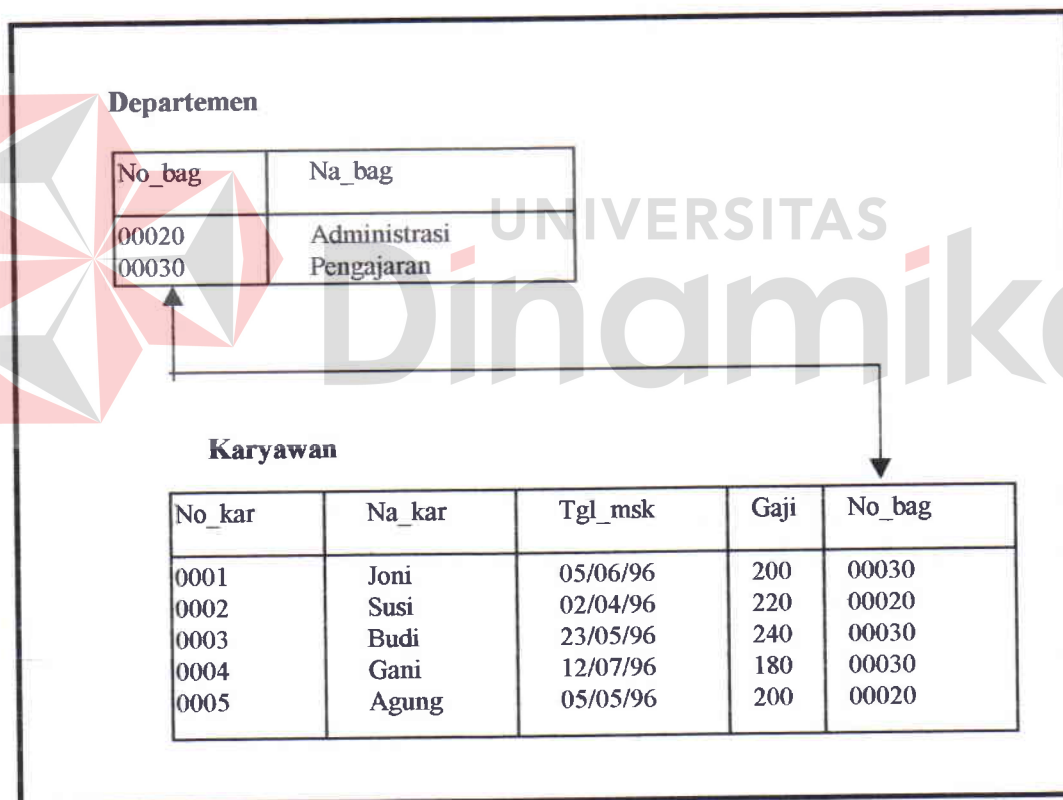 Departemen
No_bag Na_bag
00020 Administrasi
00030 Pengajaran
UNIVERSITAS
Dinamika
Karyawan
No_kar Na_kar Tgl_msk Gaji No_bag
0001 Joni 05/06/96 200 00030
0002 Susi 02/04/96 220 00020
0003 Budi 23/05/96 240 00030
0004 Gani 12/07/96 180 00030
0005 Agung 05/05/96 200 00020